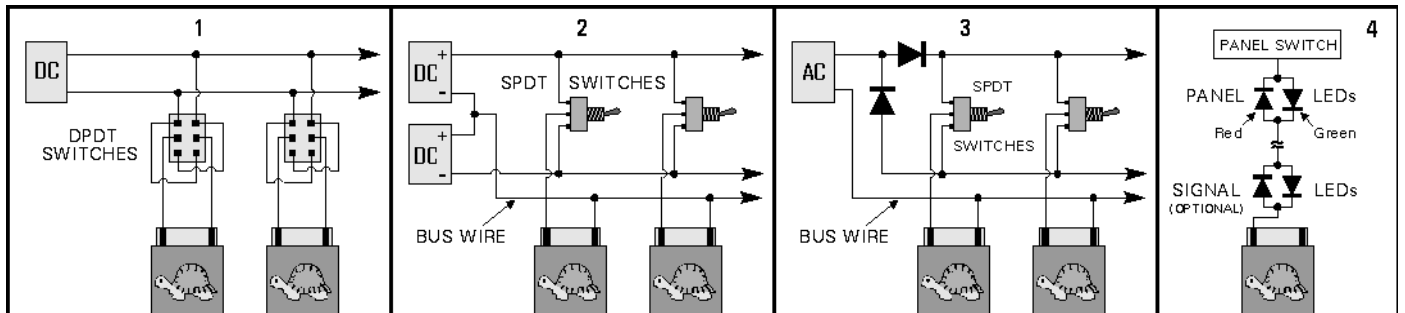 1
DC
DPDT
SWITCHES
2
DC
+
-
SPDT SWITCHES
DC
+
-
BUS WIRE
3
AC
SPDT
SWITCHES
BUS WIRE
4
PANEL SWITCH
PANEL LEDs
Red Green
SIGNAL LEDs
(OPTIONAL)